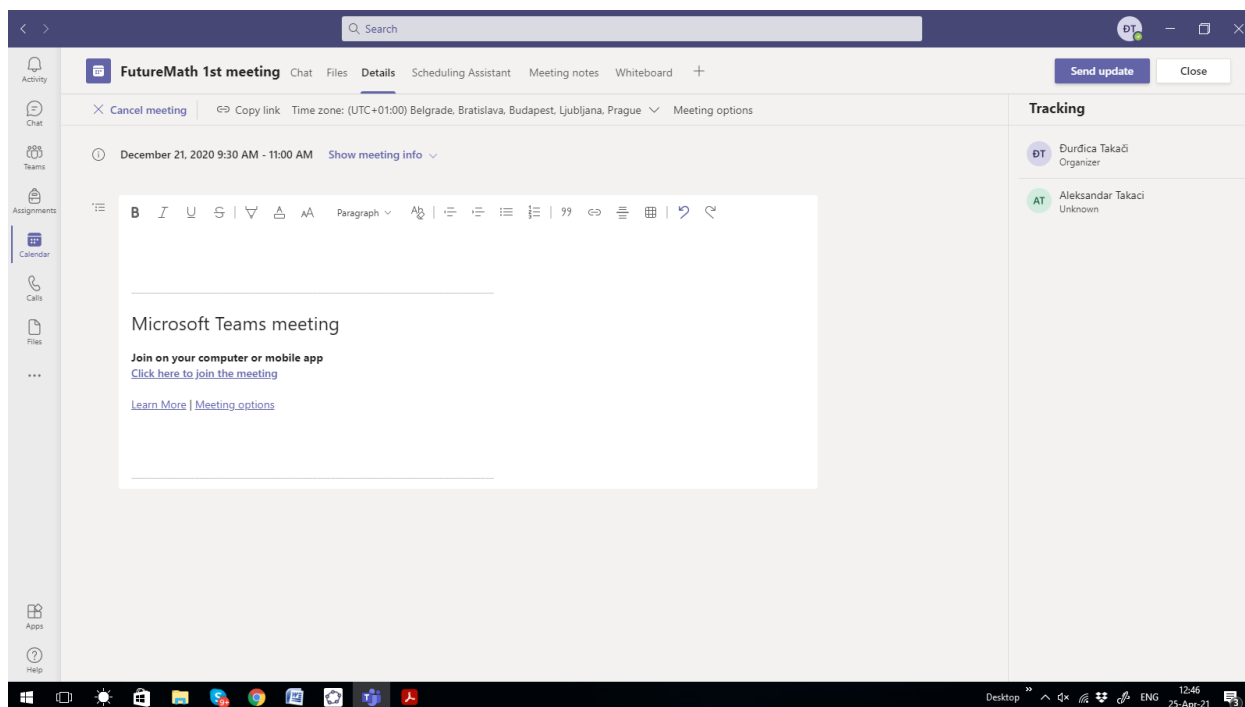 Search
ĐT
Activity
Chat
Teams
Assignments
Calendar
Calls
Files
Apps
Help
FutureMath 1st meeting Chat Files Details Scheduling Assistant Meeting notes Whiteboard
Send update Close
Cancel meeting Copy link Time zone: (UTC+01:00) Belgrade, Bratislava, Budapest, Ljubljana, Prague Meeting options
December 21, 2020 9:30 AM - 11:00 AM Show meeting info
B I U S A AA Paragraph
Microsoft Teams meeting
Join on your computer or mobile app
Click here to join the meeting
Learn More | Meeting options
Tracking
ĐT Đurđica Takači
Organizer
AT Aleksandar Takaci
Unknown
Desktop ENG 12:46
25-Apr-21
3